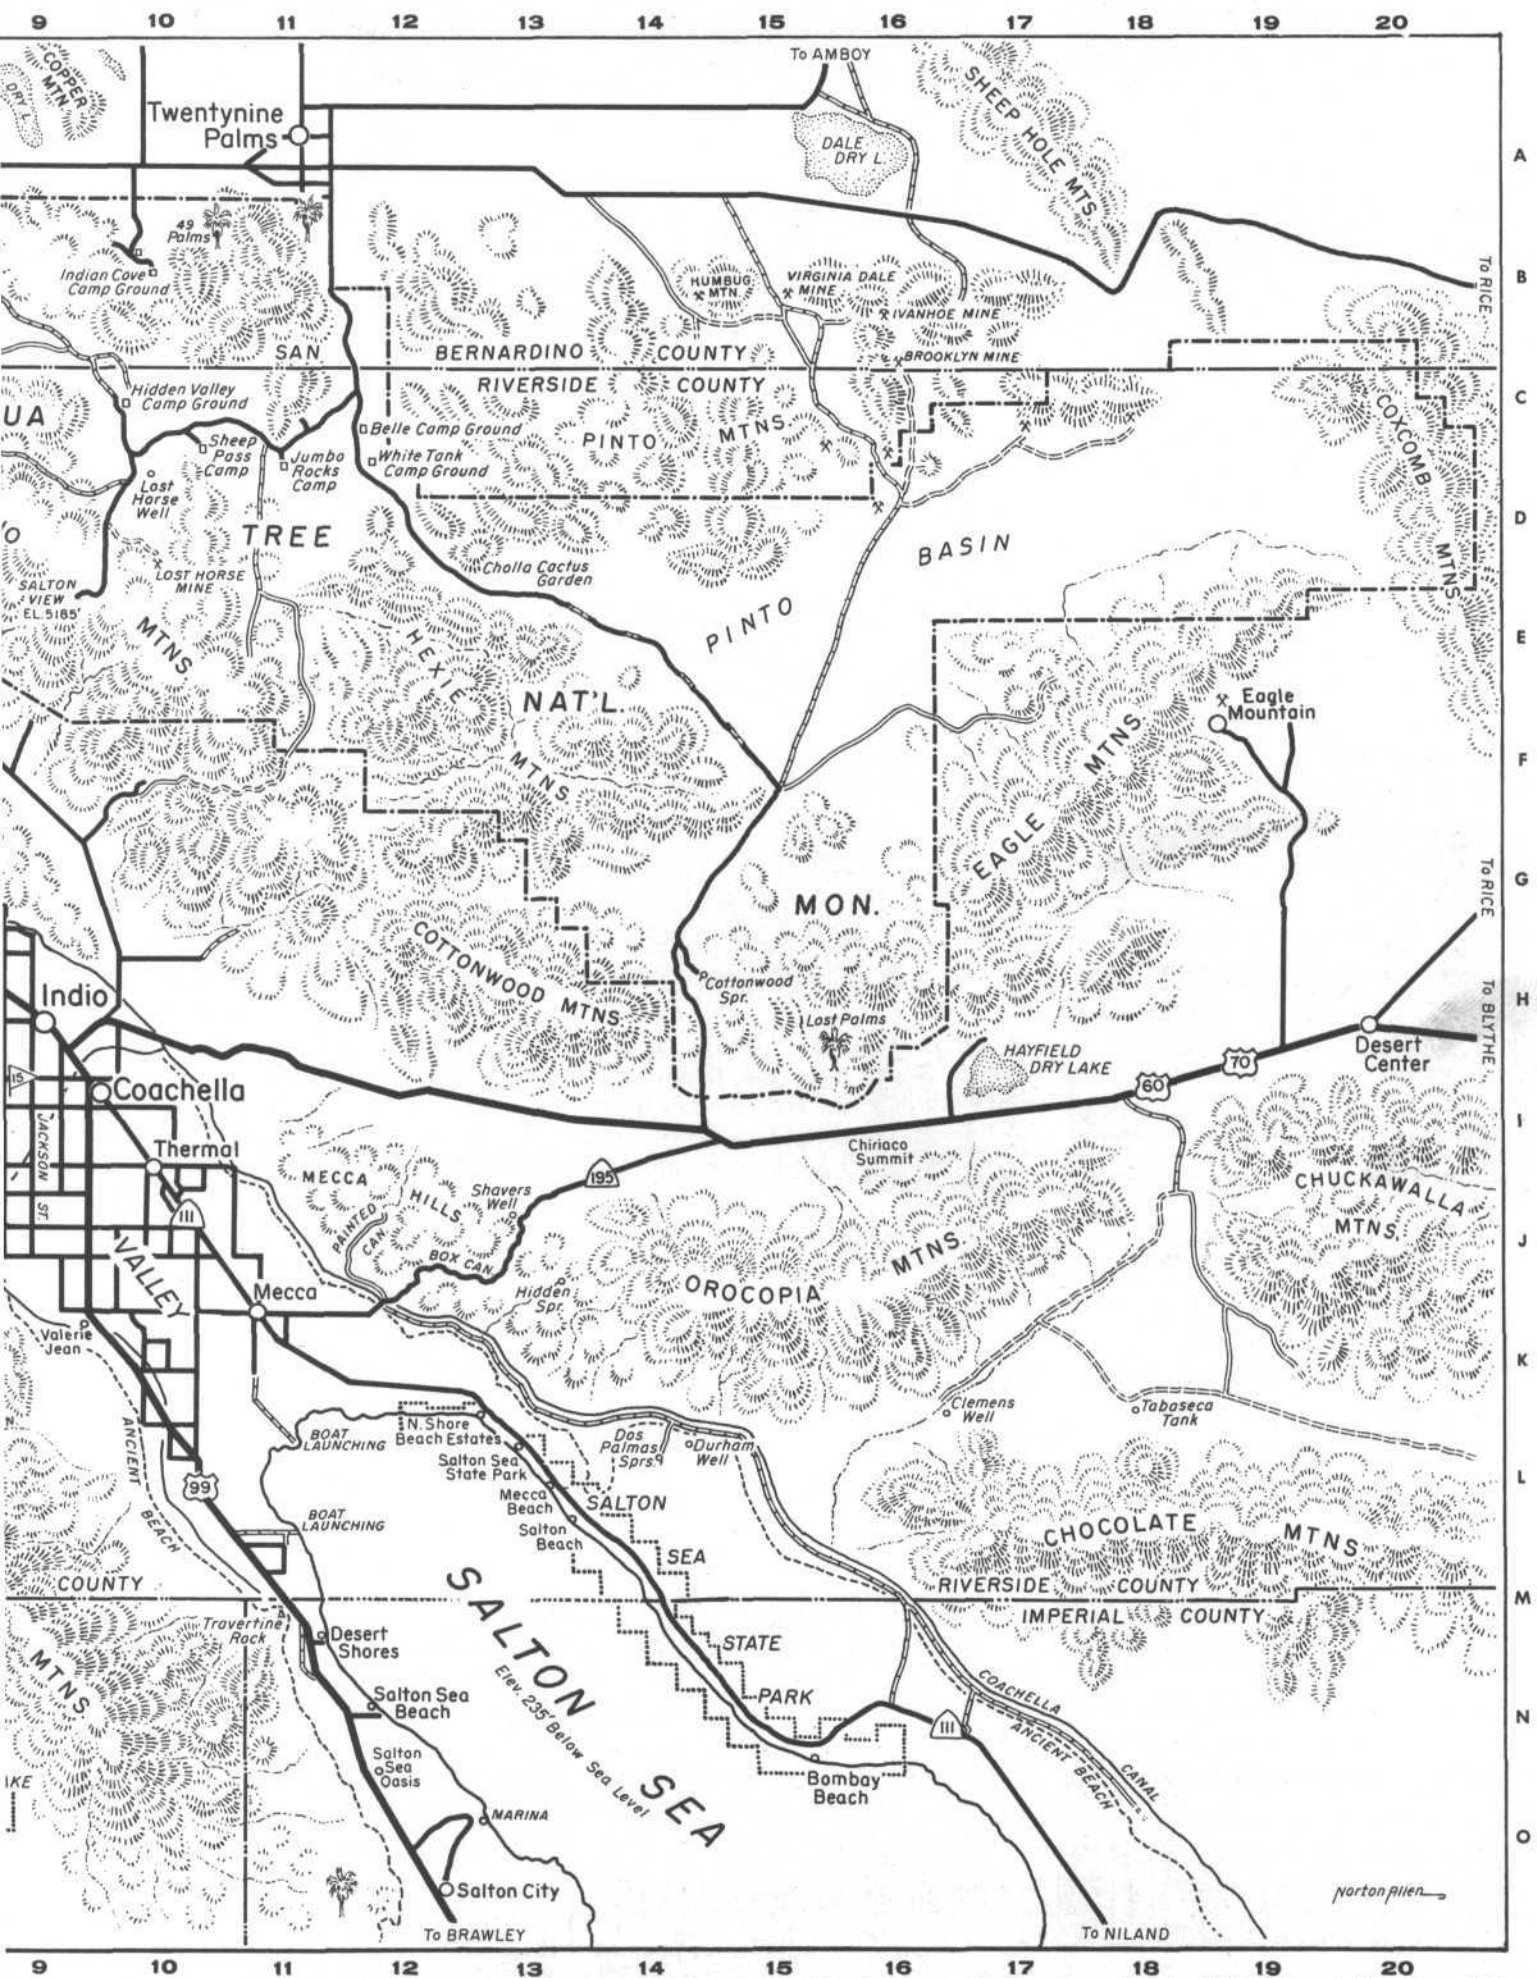 9 10 11 12 13 14 15 16 17 18 19 20
To AMBOY
COPPER
MTN
DRY L.
SHEEP HOLE MTS
Twentynine
Palms
DALE
DRY L.
A
49
Palms
Indian Cove
Camp Ground
HUMBUG
MTN.
VIRGINIA DALE
MINE
IVANHOE MINE
B
To RICE
SAN BERNARDINO COUNTY
BROOKLYN MINE
RIVERSIDE COUNTY
Hidden Valley
Camp Ground
C
UA
Belle Camp Ground
PINTO MTNS.
COXCOMB
MTNS
Sheep
Pass
Camp
Jumbo
Rocks
Camp
White Tank
Camp Ground
Lost
Horse
Well
D
TREE
BASIN
PINTO
Cholla Cactus
Garden
LOST HORSE
MINE
SALTON
VIEW
EL. 5185'
MTNS
HEXIE
MTNS.
E
NAT'L.
Eagle
Mountain
EAGLE MTNS
F
MON.
G
To RICE
COTTONWOOD MTNS.
Cottonwood
Spr.
Indio
Lost Palms
H
To BLYTHE
HAYFIELD
DRY LAKE
70
60
Desert
Center
15
Coachella
JACKSON
ST.
I
Thermal
Chiriaco
Summit
MECCA
HILLS
195
Shavers
Well
CHUCKAWALLA
MTNS.
111
PAINTED
CAN.
BOX CAN.
J
VALLEY
OROCOPIA MTNS.
Hidden
Spr.
Mecca
Valerie
Jean
K
Clemens
Well
Tabaseca
Tank
N. Shore
Beach Estates
BOAT
LAUNCHING
Dos
Palmas
Sprs.
Durham
Well
Salton Sea
State Park
ANCIENT
BEACH
L
99
Mecca
Beach
SALTON
BOAT
LAUNCHING
Salton
Beach
CHOCOLATE MTNS
SEA
COUNTY
RIVERSIDE COUNTY
M
IMPERIAL COUNTY
Travertine
Rock
Desert
Shores
STATE
MTNS
SALTON
SEA
Elev. 235' Below Sea Level
PARK
COACHELLA
CANAL
ANCIENT BEACH
Salton Sea
Beach
111
N
Salton
Sea
Oasis
Bombay
Beach
IKE
MARINA
O
Salton City
Norton Allen
To BRAWLEY
To NILAND
9 10 11 12 13 14 15 16 17 18 19 20